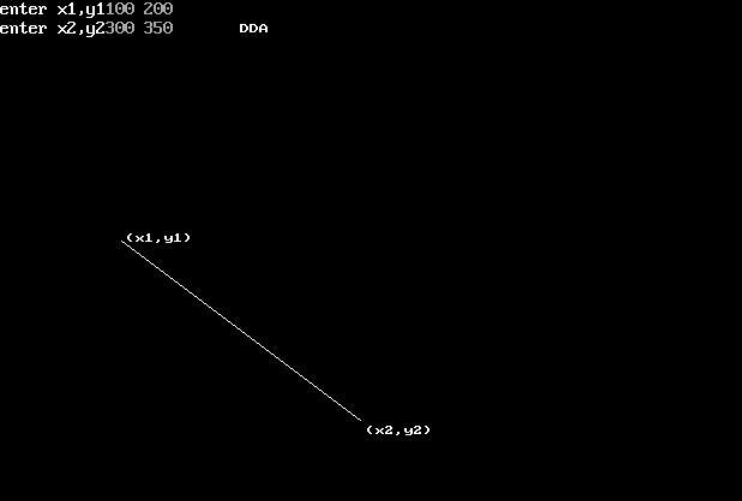 enter x1,y1100 200
enter x2,y2300 350 DDA
(x1,y1)
(x2,y2)